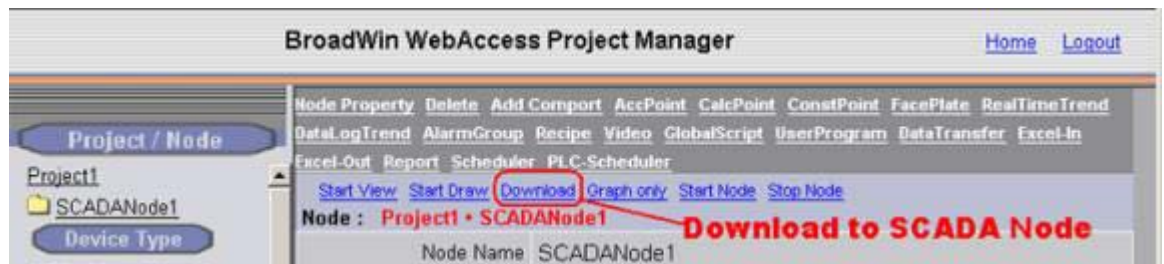 BroadWin WebAccess Project Manager
Home Logout
Node Property Delete Add Comport AccPoint CalcPoint ConstPoint FacePlate RealTimeTrend
DataLogTrend AlarmGroup Recipe Video GlobalScript UserProgram DataTransfer Excel-In
Excel-Out Report Scheduler PLC-Scheduler
Project / Node
Project1
SCADANode1
Device Type
Start View Start Draw Download Graph only Start Node Stop Node
Node : Project1 • SCADANode1
Download to SCADA Node
Node Name SCADANode1